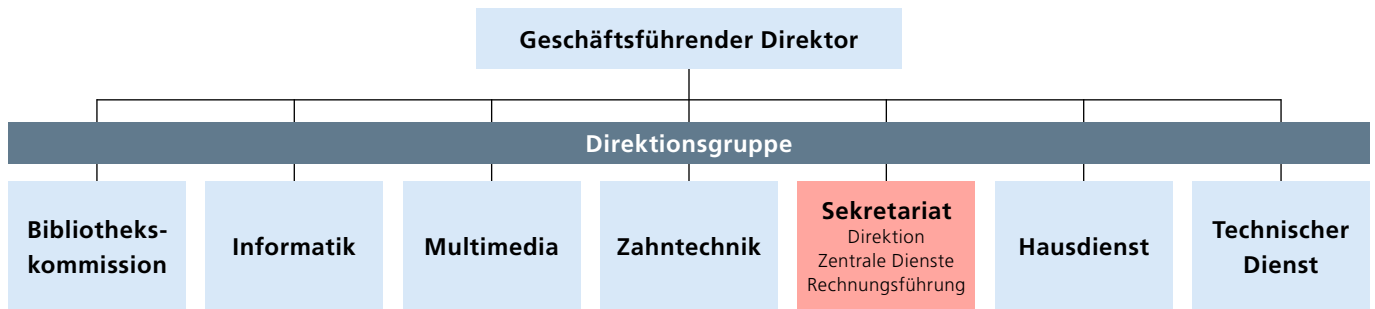 Geschäftsführender Direktor
Direktionsgruppe
Bibliotheks-
kommission
Informatik
Multimedia
Zahntechnik
Sekretariat
Direktion
Zentrale Dienste
Rechnungsführung
Hausdienst
Technischer
Dienst